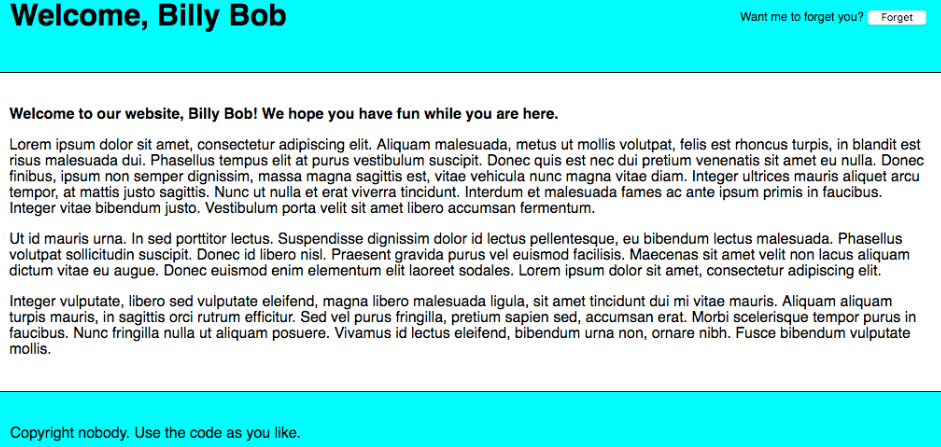 Welcome, Billy Bob
Want me to forget you? Forget
Welcome to our website, Billy Bob! We hope you have fun while you are here.
Lorem ipsum dolor sit amet, consectetur adipiscing elit. Aliquam malesuada, metus ut mollis volutpat, felis est rhoncus turpis, in blandit est
risus malesuada dui. Phasellus tempus elit at purus vestibulum suscipit. Donec quis est nec dui pretium venenatis sit amet eu nulla. Donec
finibus, ipsum non semper dignissim, massa magna sagittis est, vitae vehicula nunc magna vitae diam. Integer ultrices mauris aliquet arcu
tempor, at mattis justo sagittis. Nunc ut nulla et erat viverra tincidunt. Interdum et malesuada fames ac ante ipsum primis in faucibus.
Integer vitae bibendum justo. Vestibulum porta velit sit amet libero accumsan fermentum.
Ut id mauris urna. In sed porttitor lectus. Suspendisse dignissim dolor id lectus pellentesque, eu bibendum lectus malesuada. Phasellus
volutpat sollicitudin suscipit. Donec id libero nisl. Praesent gravida purus vel euismod facilisis. Maecenas sit amet velit non lacus aliquam
dictum vitae eu augue. Donec euismod enim elementum elit laoreet sodales. Lorem ipsum dolor sit amet, consectetur adipiscing elit.
Integer vulputate, libero sed vulputate eleifend, magna libero malesuada ligula, sit amet tincidunt dui mi vitae mauris. Aliquam aliquam
turpis mauris, in sagittis orci rutrum efficitur. Sed vel purus fringilla, pretium sapien sed, accumsan erat. Morbi scelerisque tempor purus in
faucibus. Nunc fringilla nulla ut aliquam posuere. Vivamus id lectus eleifend, bibendum urna non, ornare nibh. Fusce bibendum vulputate
mollis.
Copyright nobody. Use the code as you like.